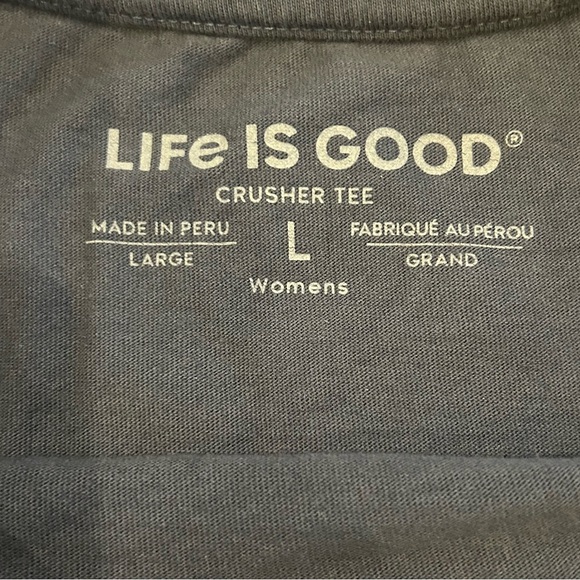 LIFe IS GOOD®
CRUSHER TEE
MADE IN PERU L FABRIQUÉ AU PÉROU
LARGE GRAND
Womens